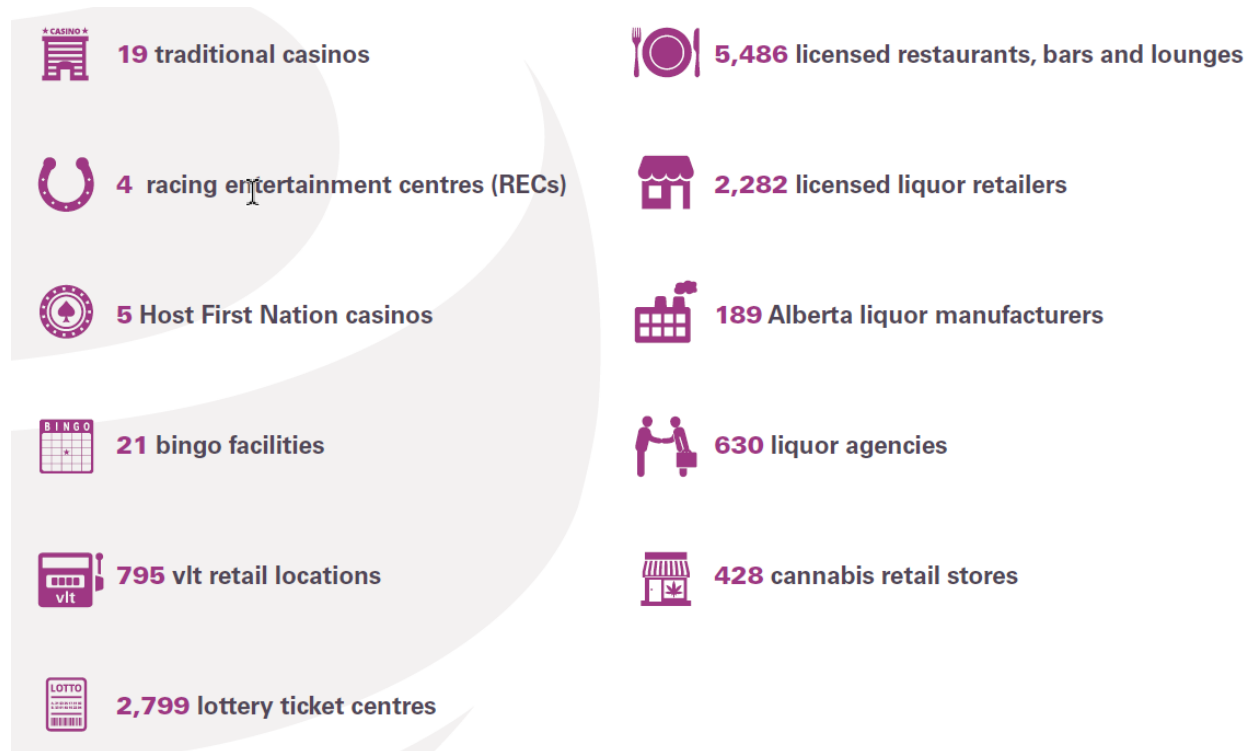 CASINO
19 traditional casinos
4 racing entertainment centres (RECs)
5 Host First Nation casinos
BINGO
21 bingo facilities
vlt
795 vlt retail locations
LOTTO
2,799 lottery ticket centres
5,486 licensed restaurants, bars and lounges
2,282 licensed liquor retailers
189 Alberta liquor manufacturers
630 liquor agencies
428 cannabis retail stores